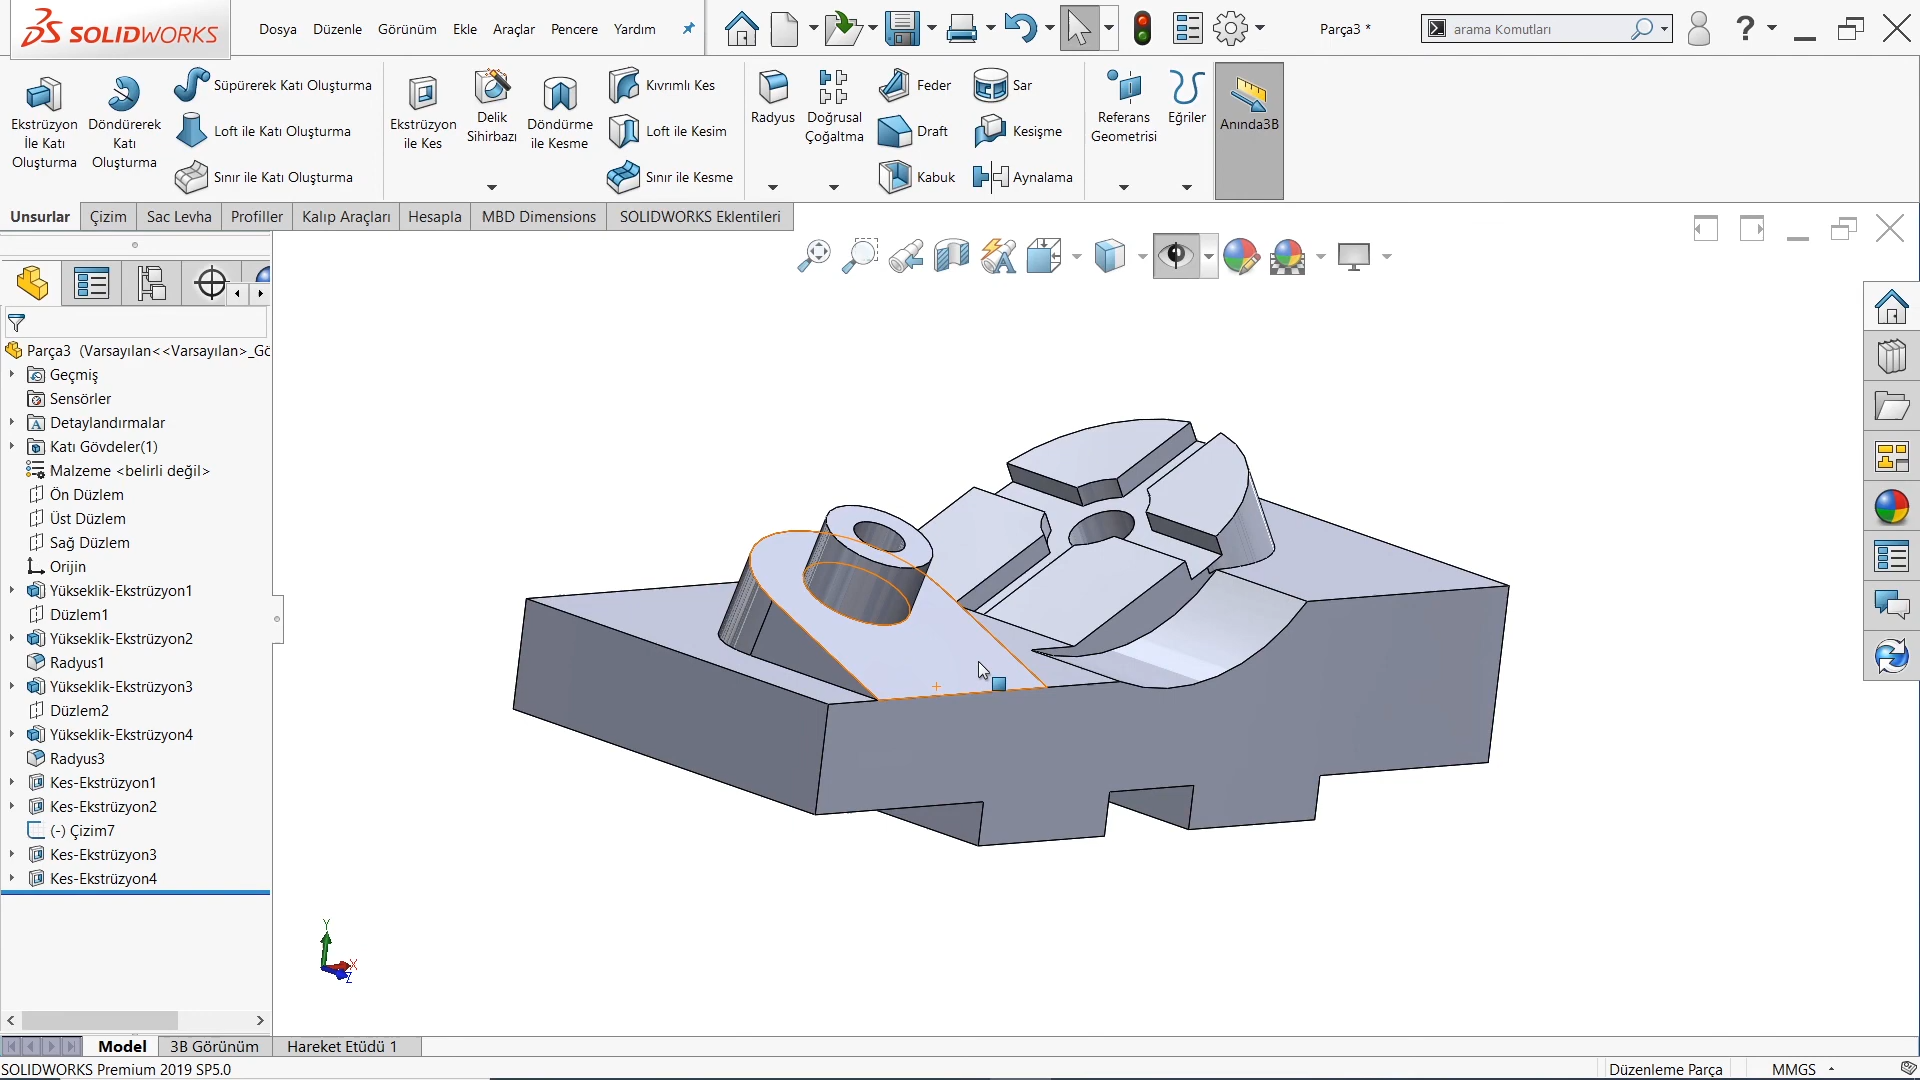 SOLIDWORKS
Dosya
Düzenle
Görünüm
Ekle
Araçlar
Pencere
Yardım
Parça3 *
arama Komutları
Ekstrüzyon
İle Katı
Oluşturma
Döndürerek
Katı
Oluşturma
Süpürerek Katı Oluşturma
Loft ile Katı Oluşturma
Sınır ile Katı Oluşturma
Ekstrüzyon
ile Kes
Delik
Sihirbazı
Döndürme
ile Kesme
Kıvrımlı Kes
Loft ile Kesim
Sınır ile Kesme
Radyus
Doğrusal
Çoğaltma
Feder
Draft
Kabuk
Sar
Kesişme
Aynalama
Referans
Geometrisi
Eğriler
Anında3B
Unsurlar
Çizim
Sac Levha
Profiller
Kalıp Araçları
Hesapla
MBD Dimensions
SOLIDWORKS Eklentileri
Parça3 (Varsayılan<<Varsayılan>_Gö
Geçmiş
Sensörler
Detaylandırmalar
Katı Gövdeler(1)
Malzeme <belirli değil>
Ön Düzlem
Üst Düzlem
Sağ Düzlem
Orijin
Yükseklik-Ekstrüzyon1
Düzlem1
Yükseklik-Ekstrüzyon2
Radyus1
Yükseklik-Ekstrüzyon3
Düzlem2
Yükseklik-Ekstrüzyon4
Radyus3
Kes-Ekstrüzyon1
Kes-Ekstrüzyon2
(-) Çizim7
Kes-Ekstrüzyon3
Kes-Ekstrüzyon4
Y
X
Z
Model
3B Görünüm
Hareket Etüdü 1
SOLIDWORKS Premium 2019 SP5.0
Düzenleme Parça
MMGS